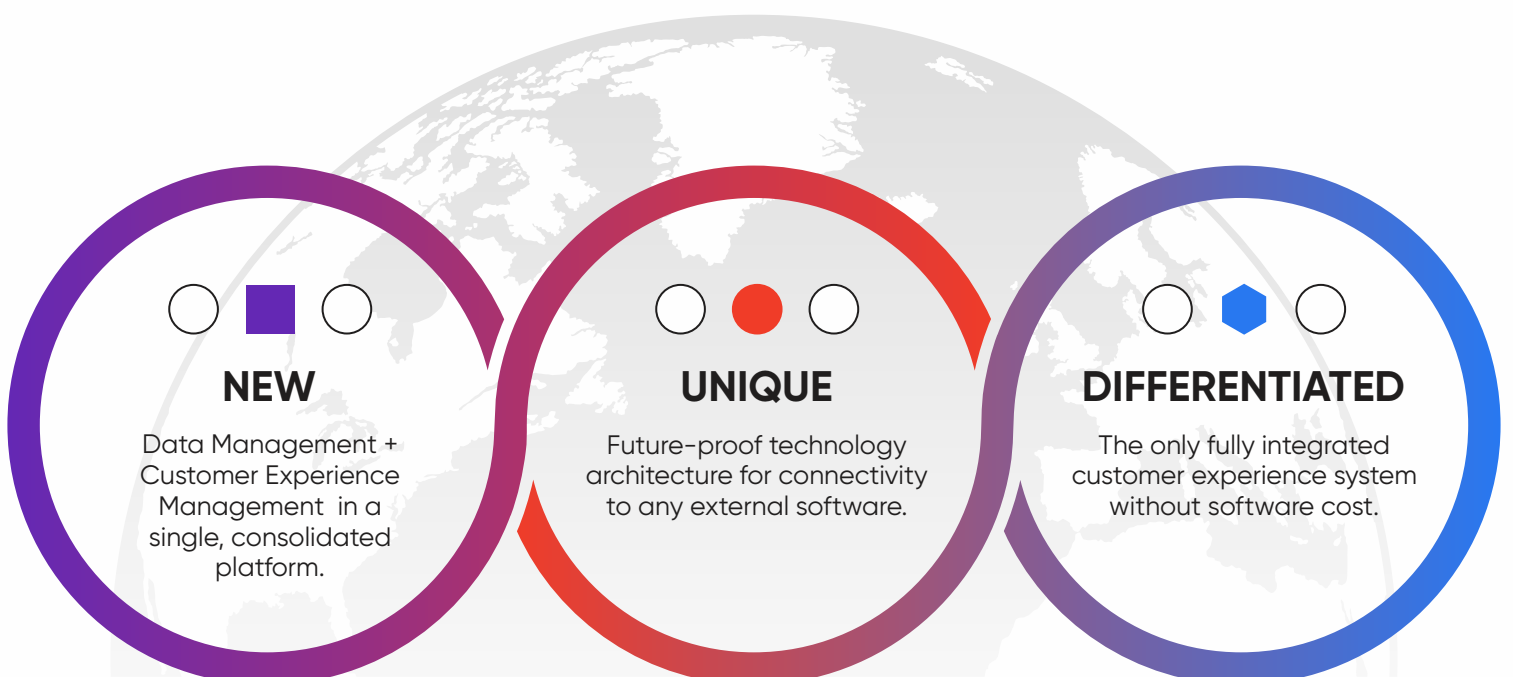 NEW
Data Management +
Customer Experience
Management  in a
single, consolidated
platform.
UNIQUE
Future-proof technology
architecture for connectivity
to any external software.
DIFFERENTIATED
The only fully integrated
customer experience system
without software cost.